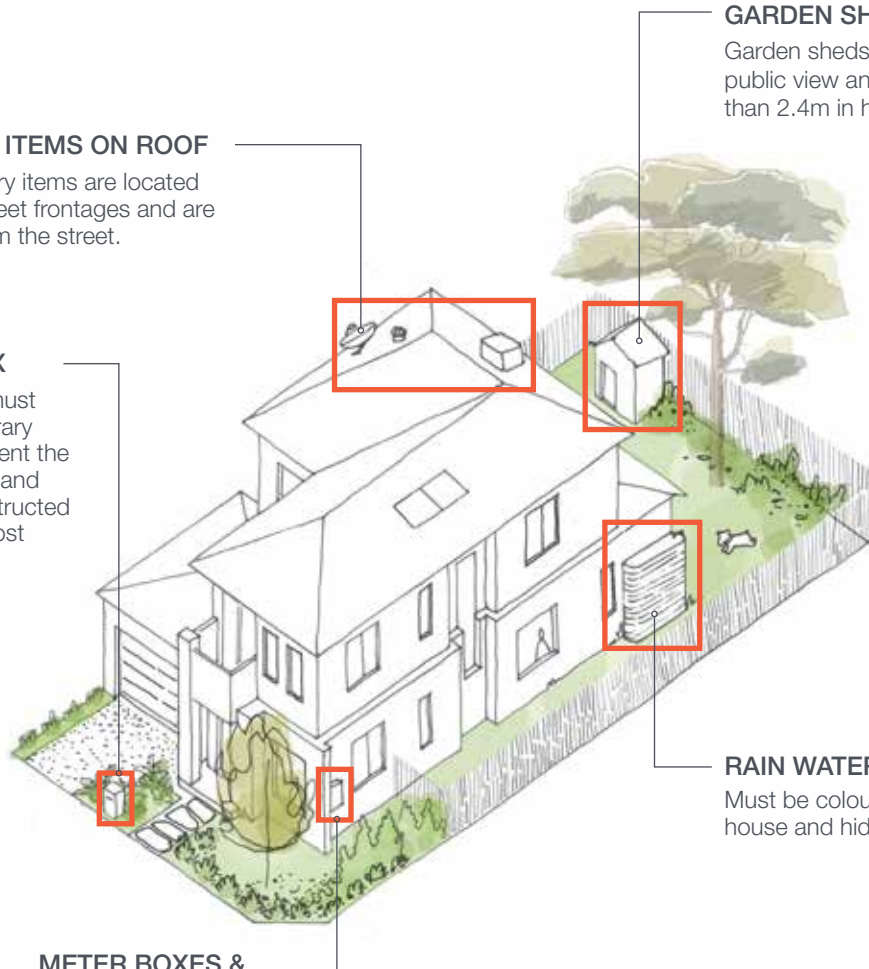 GARDEN SH
Garden sheds
public view an
than 2.4m in h
ITEMS ON ROOF
ry items are located
eet frontages and are
m the street.
X
must
rary
ent the
and
tructed
ost
RAIN WATER
Must be colou
house and hid
METER BOXES &